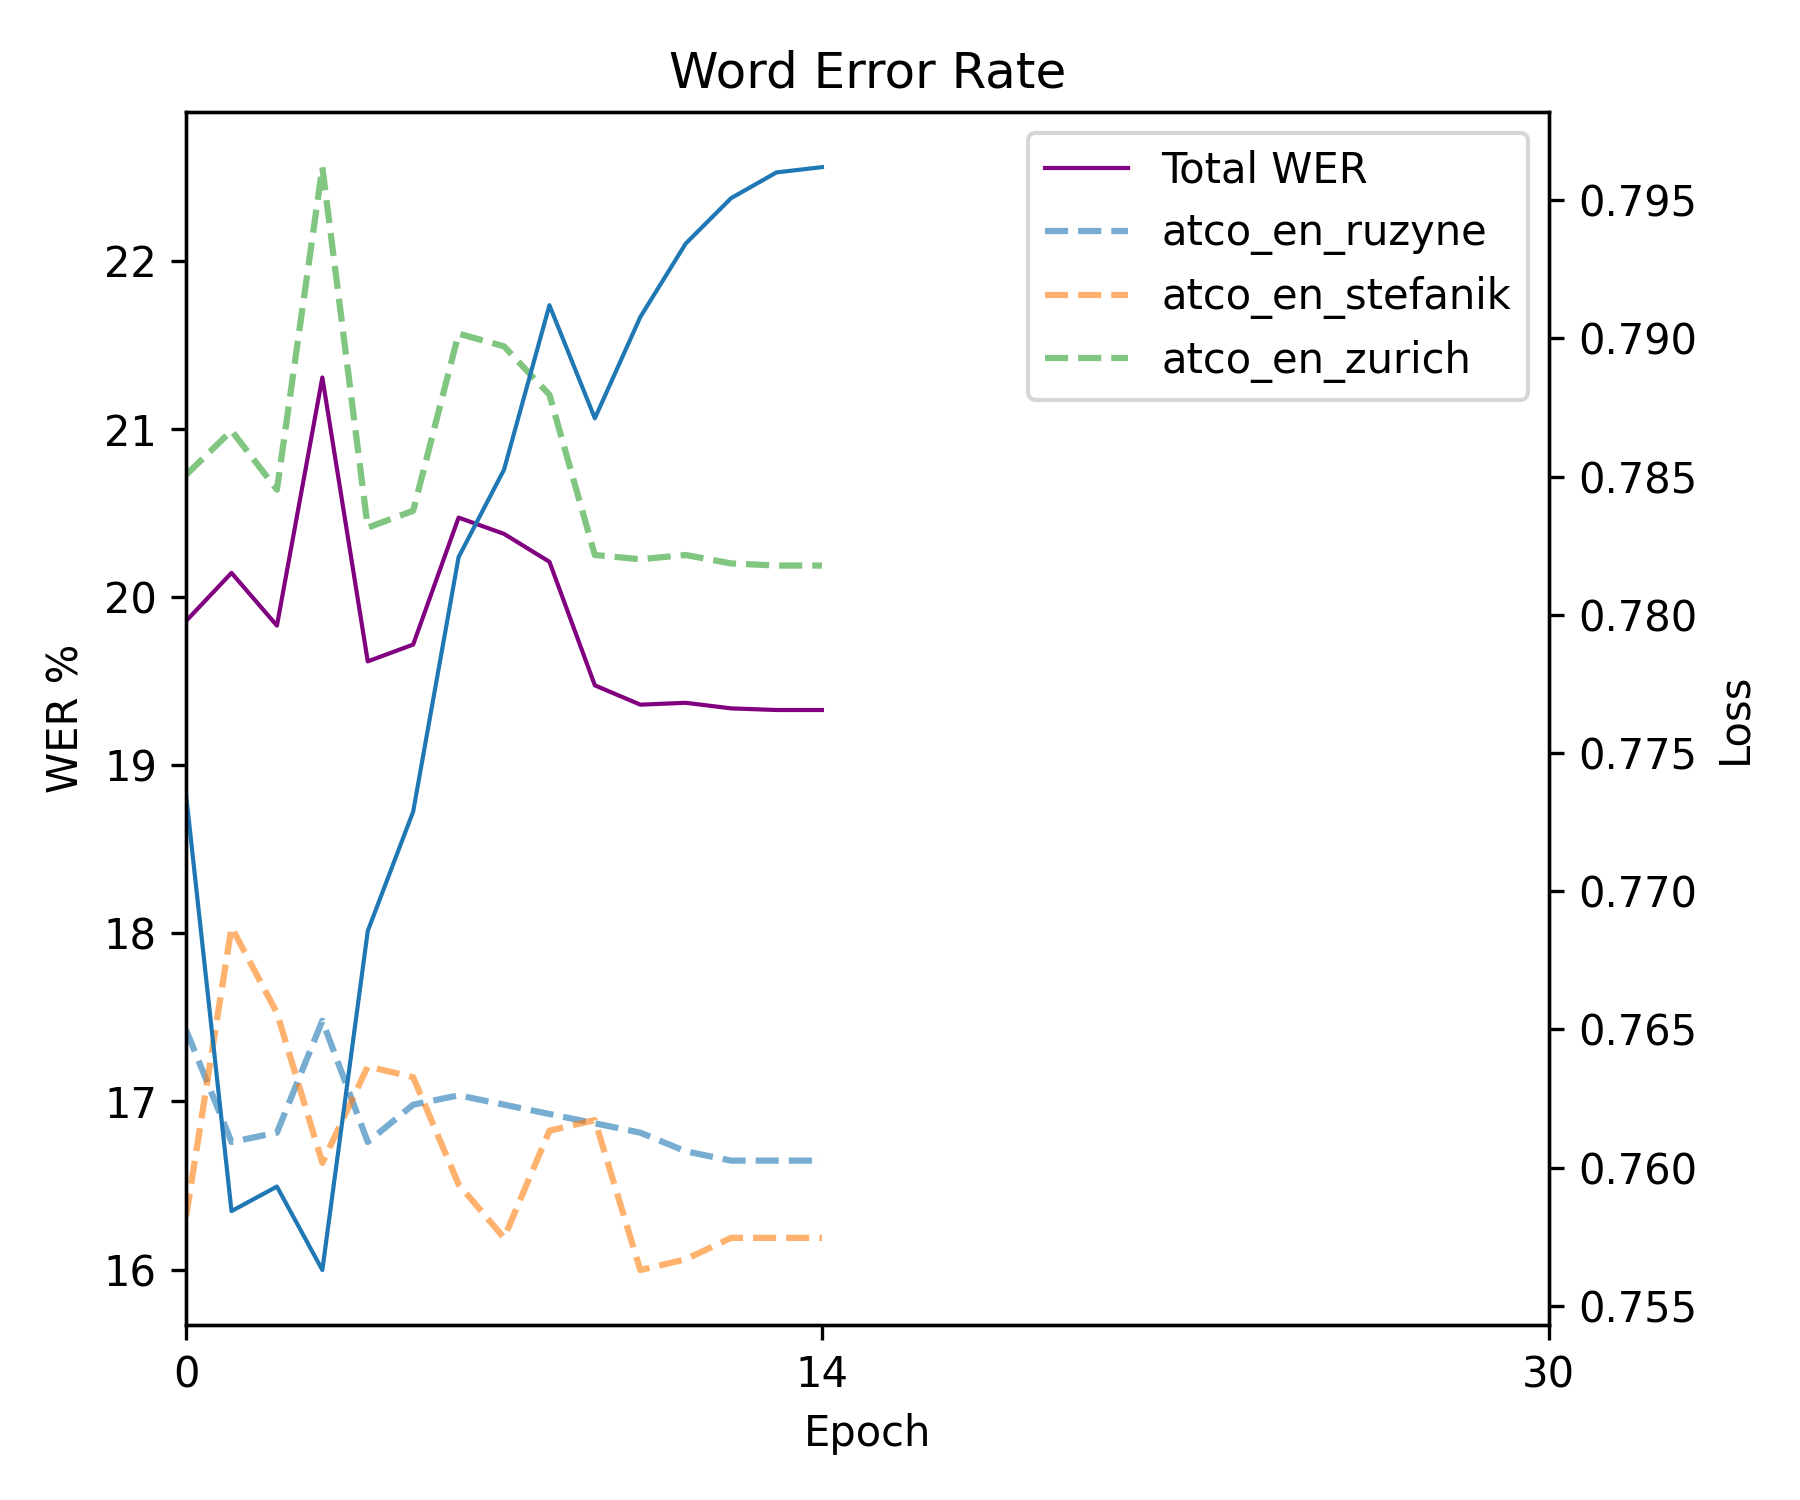 Word Error Rate
Total WER
atco_en_ruzyne
atco_en_stefanik
atco_en_zurich
WER %
22
21
20
19
18
17
16
0.795
0.790
0.785
0.780
0.775
0.770
0.765
0.760
0.755
Loss
0
14
30
Epoch